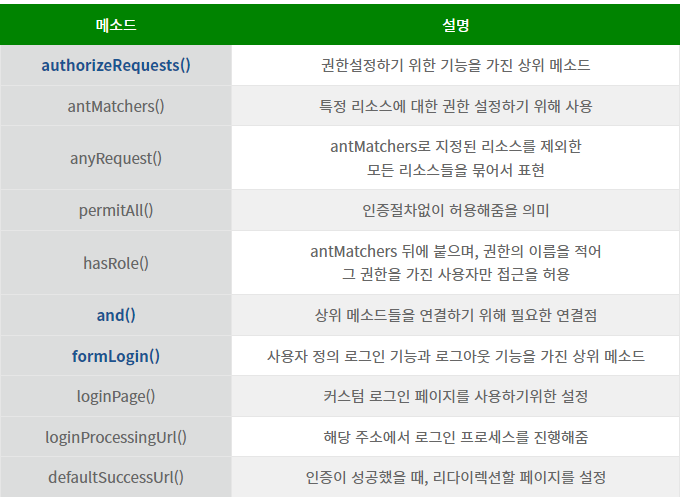 메소드 설명
authorizeRequests() 권한설정하기 위한 기능을 가진 상위 메소드
antMatchers() 특정 리소스에 대한 권한 설정하기 위해 사용
anyRequest() antMatchers로 지정된 리소스를 제외한
모든 리소스들을 묶어서 표현
permitAll() 인증절차없이 허용해줌을 의미
hasRole() antMatchers 뒤에 붙으며, 권한의 이름을 적어
그 권한을 가진 사용자만 접근을 허용
and() 상위 메소드들을 연결하기 위해 필요한 연결점
formLogin() 사용자 정의 로그인 기능과 로그아웃 기능을 가진 상위 메소드
loginPage() 커스텀 로그인 페이지를 사용하기위한 설정
loginProcessingUrl() 해당 주소에서 로그인 프로세스를 진행해줌
defaultSuccessUrl() 인증이 성공했을 때, 리다이렉션할 페이지를 설정